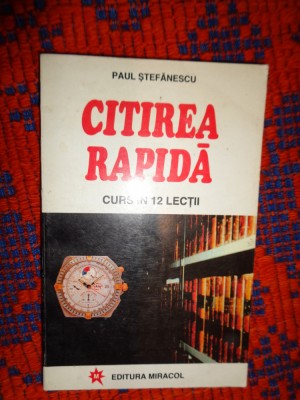 PAUL ȘTEFĂNESCU
CITIREA
RAPIDĂ
CURS ÎN 12 LECȚII
EDITURA MIRACOL